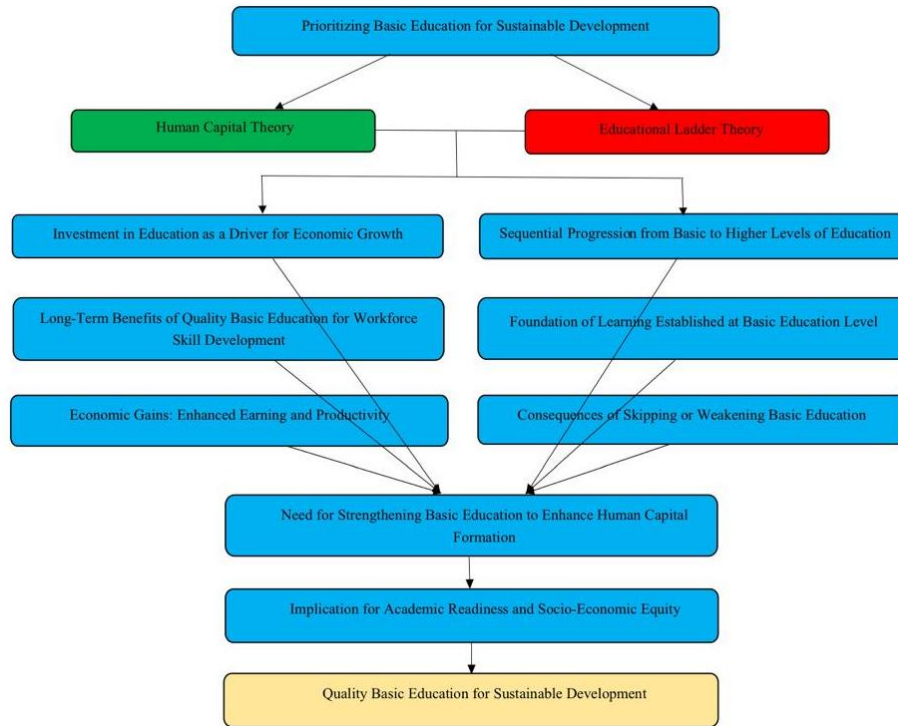 Prioritizing Basic Education for Sustainable Development
Human Capital Theory
Educational Ladder Theory
Investment in Education as a Driver for Economic Growth
Sequential Progression from Basic to Higher Levels of Education
Long-Term Benefits of Quality Basic Education for Workforce
Skill Development
Foundation of Learning Established at Basic Education Level
Economic Gains: Enhanced Earning and Productivity
Consequences of Skipping or Weakening Basic Education
Need for Strengthening Basic Education to Enhance Human Capital
Formation
Implication for Academic Readiness and Socio-Economic Equity
Quality Basic Education for Sustainable Development